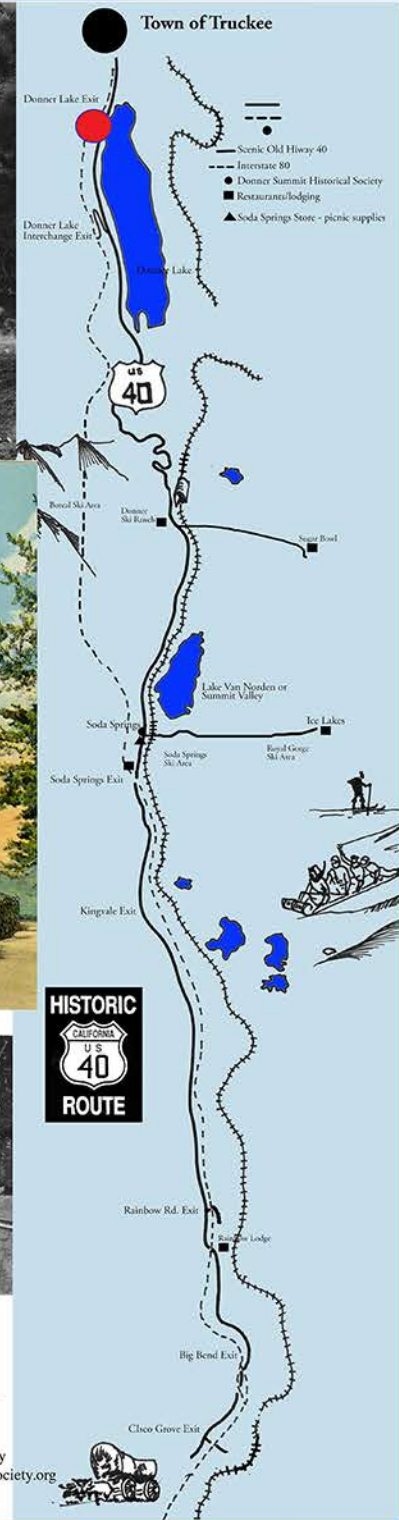 Town of Truckee
Donner Lake Exit
Scenic Old Hiway 40
Interstate 80
Donner Summit Historical Society
Restaurants/lodging
Soda Springs Store - picnic supplies
Donner Lake
Interchange Exit
Donner Lake
us
40
Boreal Ski Area
Donner
Ski Ranch
Sugar Bowl
Lake Van Norden or
Summit Valley
Soda Springs
Ice Lakes
Soda Springs
Ski Area
Royal Gorge
Ski Area
Soda Springs Exit
Kingvale Exit
HISTORIC
CALIFORNIA
US
40
ROUTE
Rainbow Rd. Exit
Rainbow Lodge
Big Bend Exit
CIsco Grove Exit
y
ociety.org